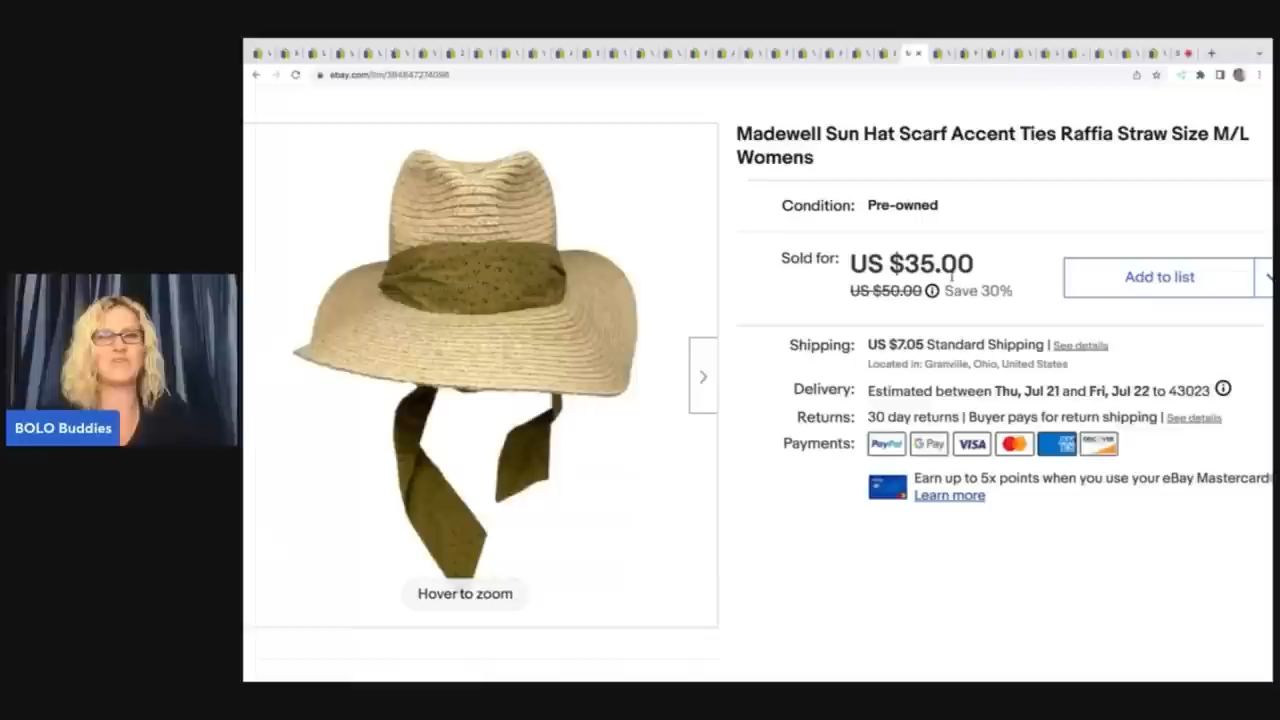 ebay.com/itm/384847274098
Madewell Sun Hat Scarf Accent Ties Raffia Straw Size M/L
Womens
Condition: Pre-owned
Sold for: US $35.00
US $50.00 Save 30%
Add to list
Shipping: US $7.05 Standard Shipping | See details
Located in: Granville, Ohio, United States
Delivery: Estimated between Thu, Jul 21 and Fri, Jul 22 to 43023
Returns: 30 day returns | Buyer pays for return shipping | See details
Payments: PayPal G Pay VISA DISCOVER
Earn up to 5x points when you use your eBay Mastercard
Learn more
Hover to zoom
BOLO Buddies